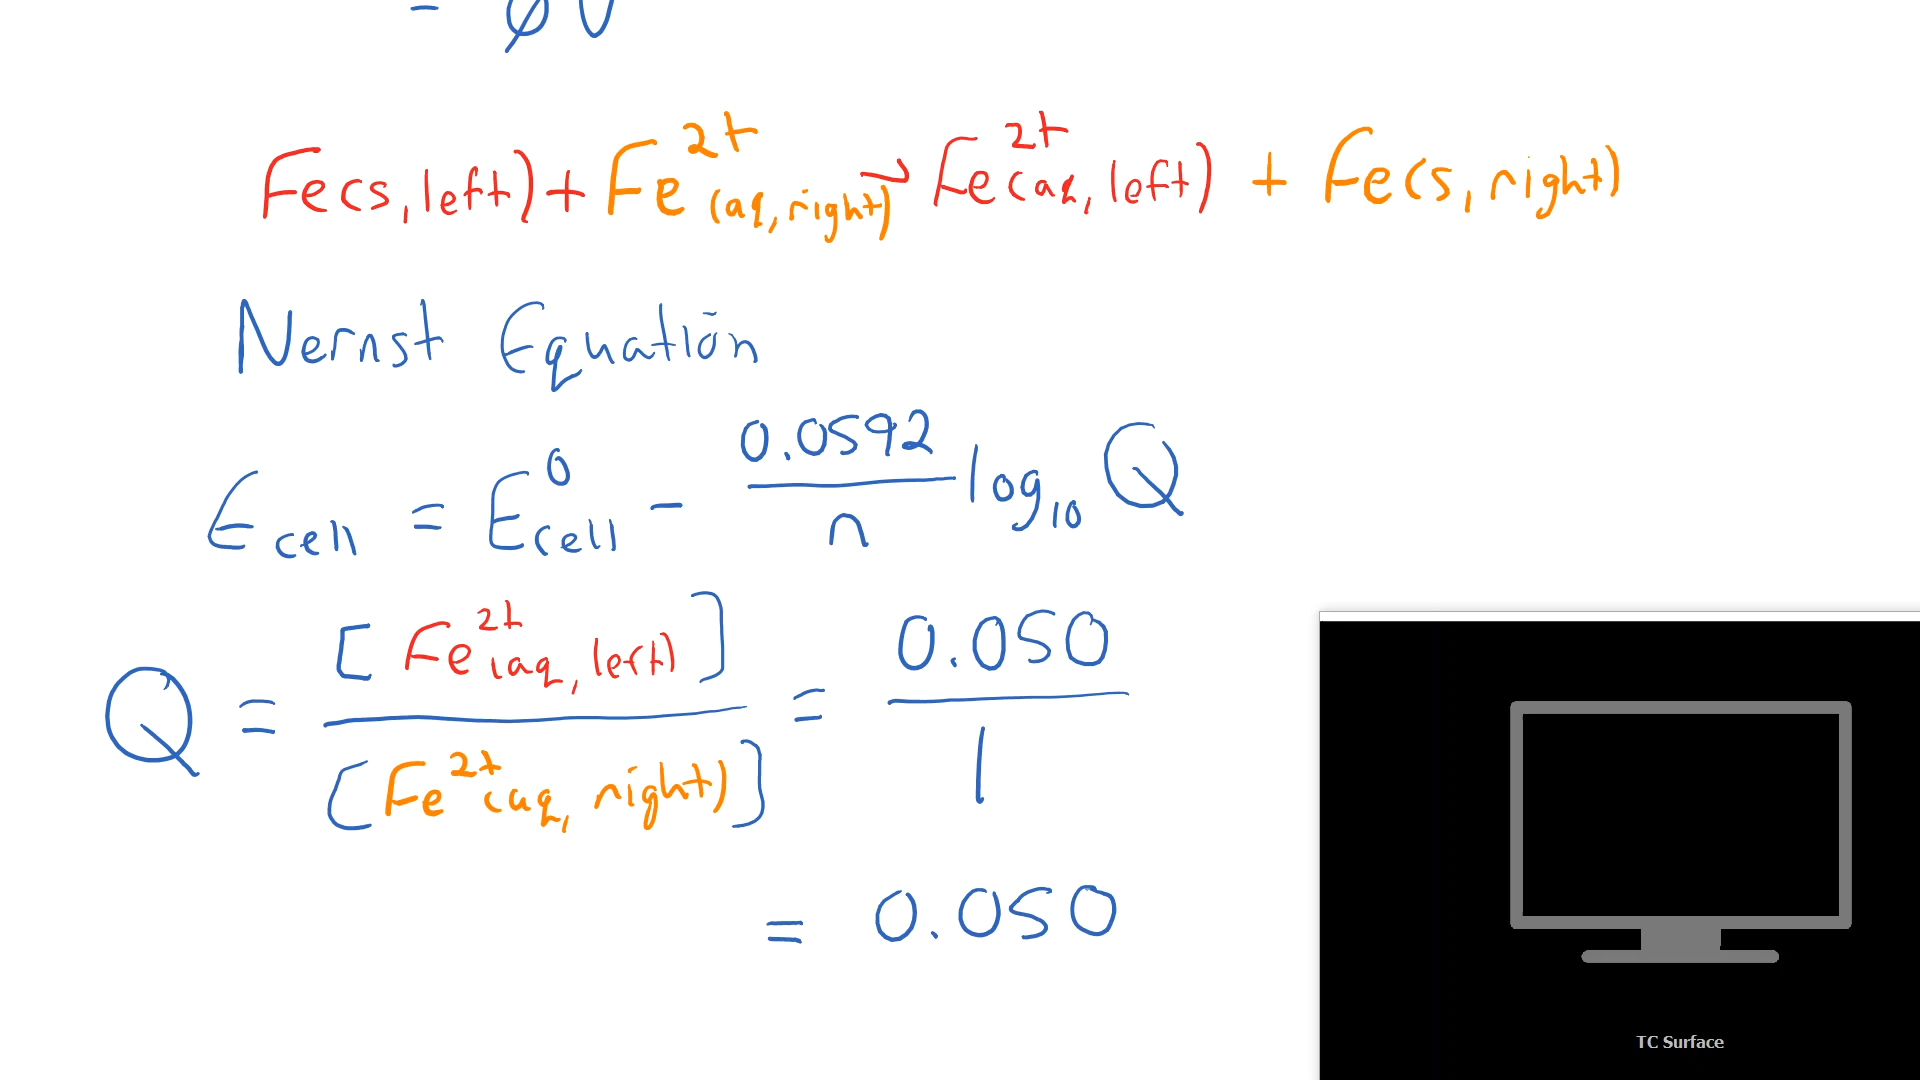 = ∅ V
Fe(s, left) + Fe²⁺(aq, right) → Fe²⁺(aq, left) + Fe(s, right)
Nernst Equation
E cell = E⁰cell - 0.0592/n log₁₀ Q
Q = [Fe²⁺(aq, left)] / [Fe²⁺(aq, right)] = 0.050 / 1
= 0.050
TC Surface